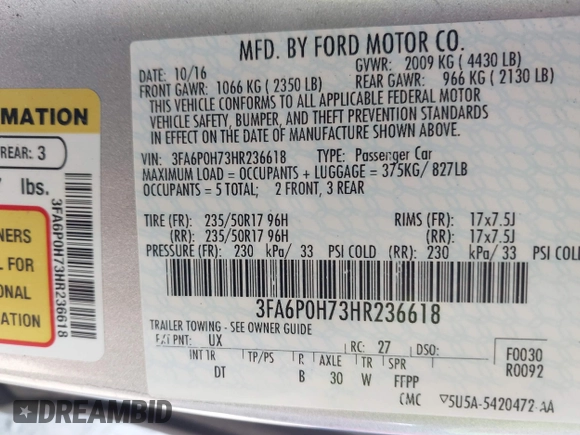 MFD. BY FORD MOTOR CO.
DATE: 10/16
GVWR: 2009 KG ( 4430 LB)
FRONT GAWR: 1066 KG ( 2350 LB)
REAR GAWR: 966 KG ( 2130 LB)
THIS VEHICLE CONFORMS TO ALL APPLICABLE FEDERAL MOTOR
VEHICLE SAFETY, BUMPER, AND THEFT PREVENTION STANDARDS
IN EFFECT ON THE DATE OF MANUFACTURE SHOWN ABOVE.
VIN: 3FA6P0H73HR236618 TYPE: Passenger Car
MAXIMUM LOAD = OCCUPANTS + LUGGAGE = 375KG/ 827LB
OCCUPANTS = 5 TOTAL; 2 FRONT, 3 REAR
TIRE (FR): 235/50R17 96H RIMS (FR): 17x7.5J
(RR): 235/50R17 96H (RR): 17x7.5J
PRESSURE (FR): 230 kPa/ 33 PSI COLD (RR): 230 kPa/ 33 PSI COLD
3FA6P0H73HR236618
TRAILER TOWING - SEE OWNER GUIDE
EXT PNT: UX RC: 27 DSO:
F0030
R0092
INT TR TP/PS R AXLE TR SPR
DT B 30 W FFPP
CMC ▽5U5A-5420472-AA
RMATION
REAR: 3
lbs.
3FA6P0H73HR236618
NERS
L FOR
ONAL
ATION
DREAMBID